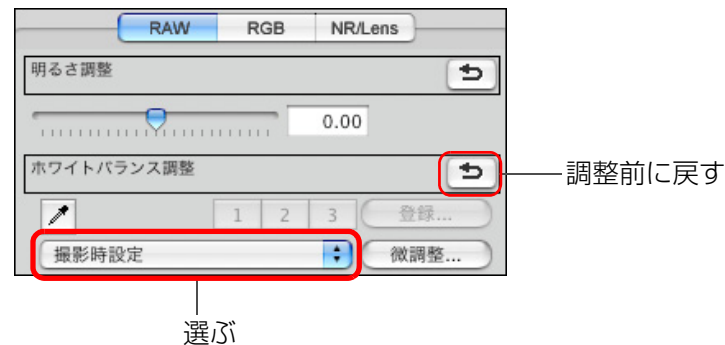 RAW RGB NR/Lens
明るさ調整
0.00
ホワイトバランス調整
調整前に戻す
1 2 3 登録...
撮影時設定 微調整...
選ぶ